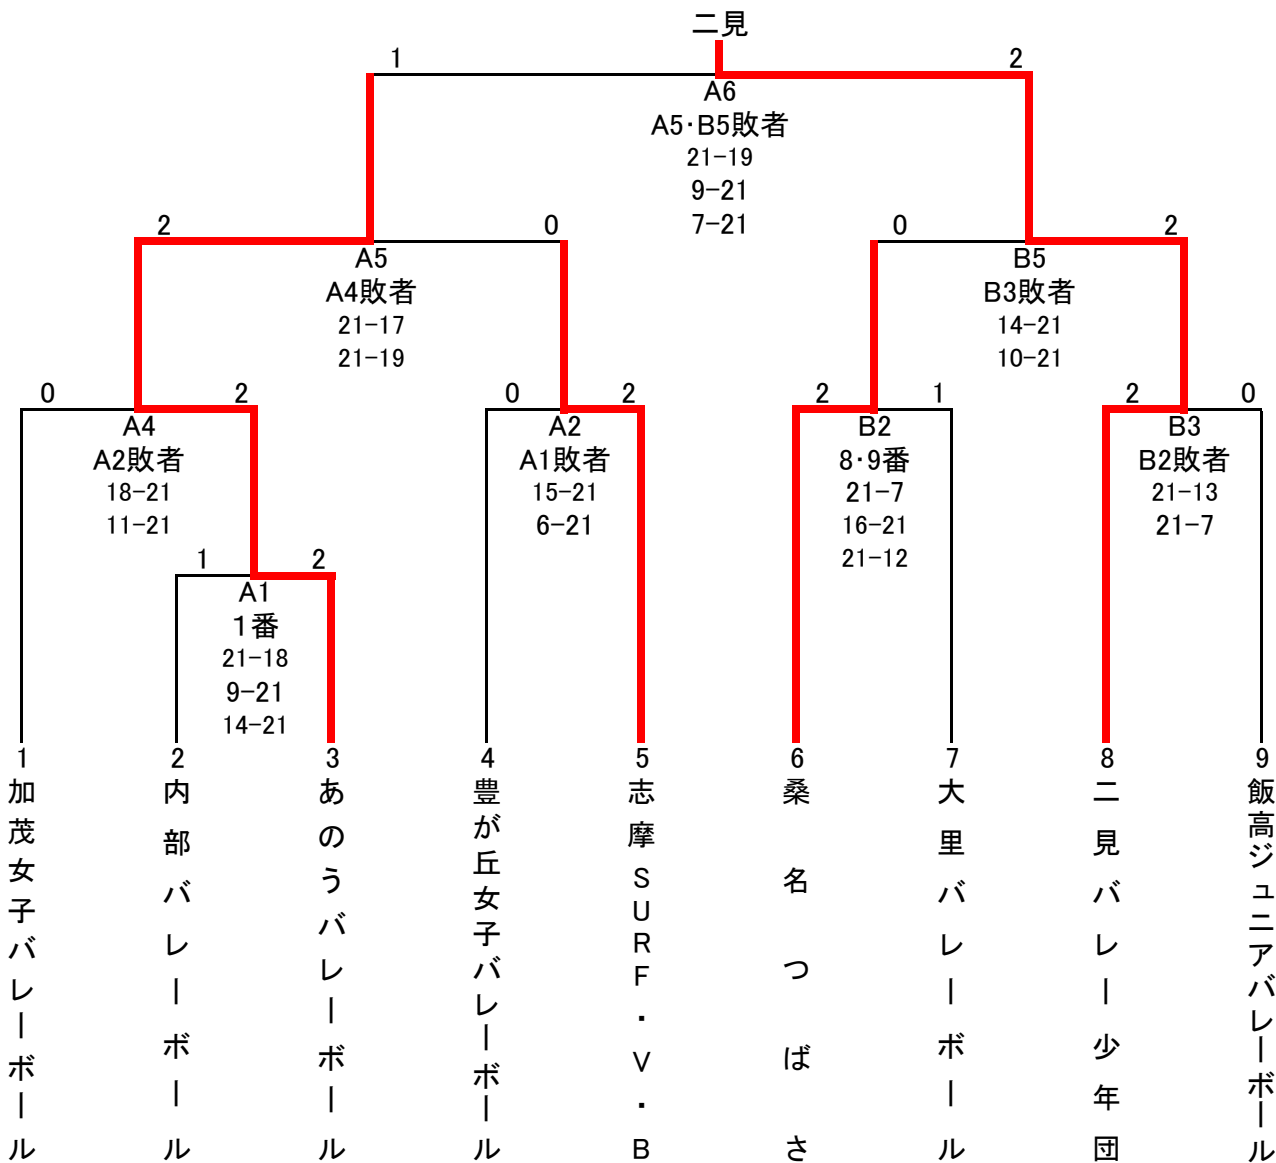 二見
1
2
A6
A5･B5敗者
21-19
9-21
7-21
2
0
0
2
A5
A4敗者
21-17
21-19
B5
B3敗者
14-21
10-21
0
2
0
2
2
1
2
0
A4
A2敗者
18-21
11-21
A2
A1敗者
15-21
6-21
B2
8･9番
21-7
16-21
21-12
B3
B2敗者
21-13
21-7
1
2
A1
1番
21-18
9-21
14-21
1
2
3
4
5
6
7
8
9
加茂女子バレーボール
内部バレーボール
あのうバレーボール
豊が丘女子バレーボール
志摩SURF・V・B
桑名つばさ
大里バレーボール
二見バレー少年団
飯高ジュニアバレーボール